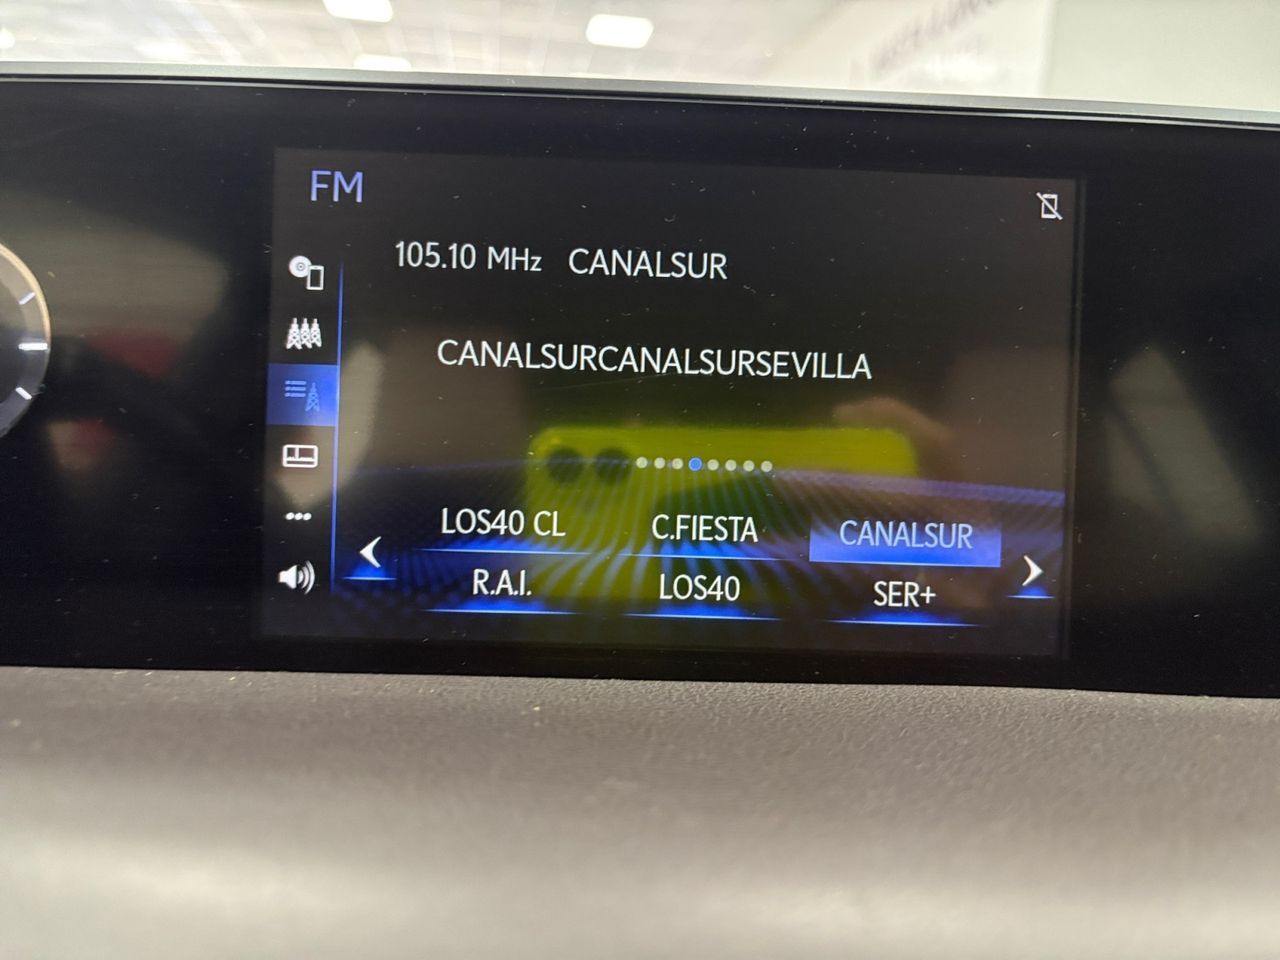 FM
105.10 MHz CANALSUR
CANALSURCANALSURSEVILLA
LOS40 CL C.FIESTA CANALSUR
R.A.I. LOS40 SER+